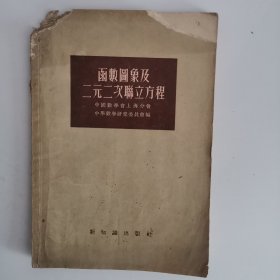 函數圖象及
二元二次聯立方程
中國數學會上海分會
中學數學研究委員會編
新知識出版社